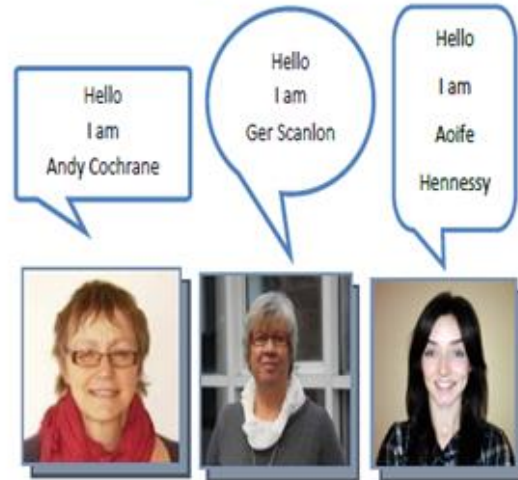 Hello
I am
Andy Cochrane
Hello
I am
Ger Scanlon
Hello
I am
Aoife
Hennessy